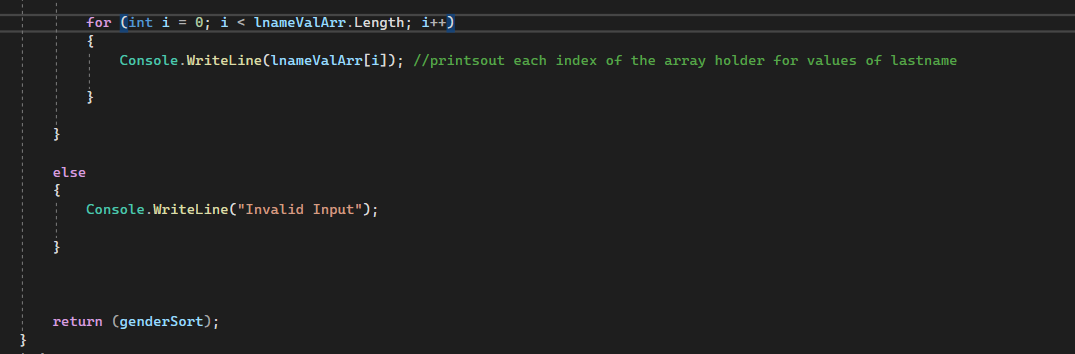 for (int i = 0; i < lnameValArr.Length; i++)
{
Console.WriteLine(lnameValArr[i]); //printsout each index of the array holder for values of lastname
}
}
else
{
Console.WriteLine("Invalid Input");
}
return (genderSort);
}